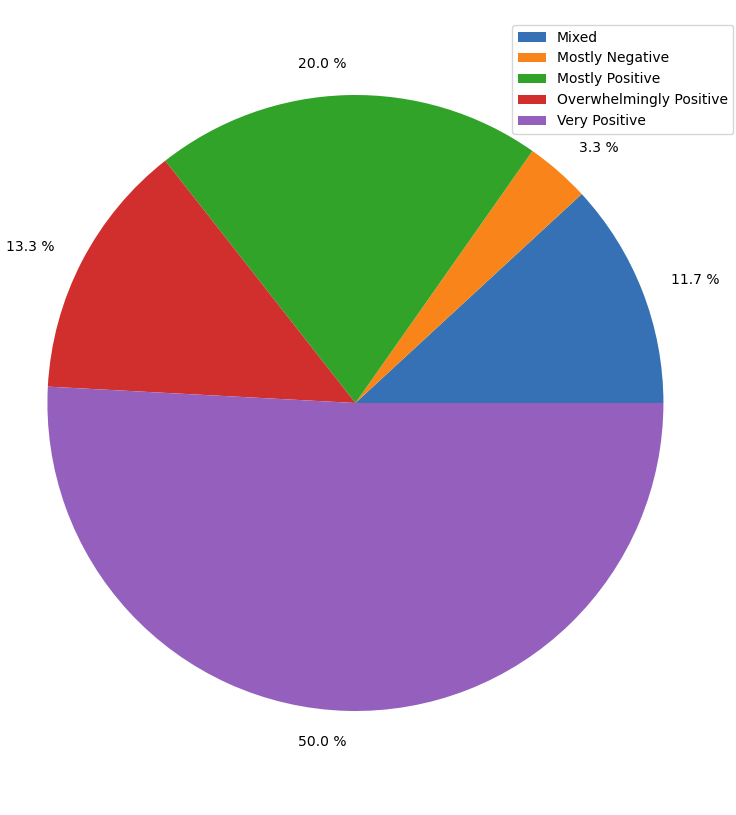 Mixed
Mostly Negative
20.0 %
Mostly Positive
Overwhelmingly Positive
Very Positive
3.3 %
13.3 %
11.7 %
50.0 %